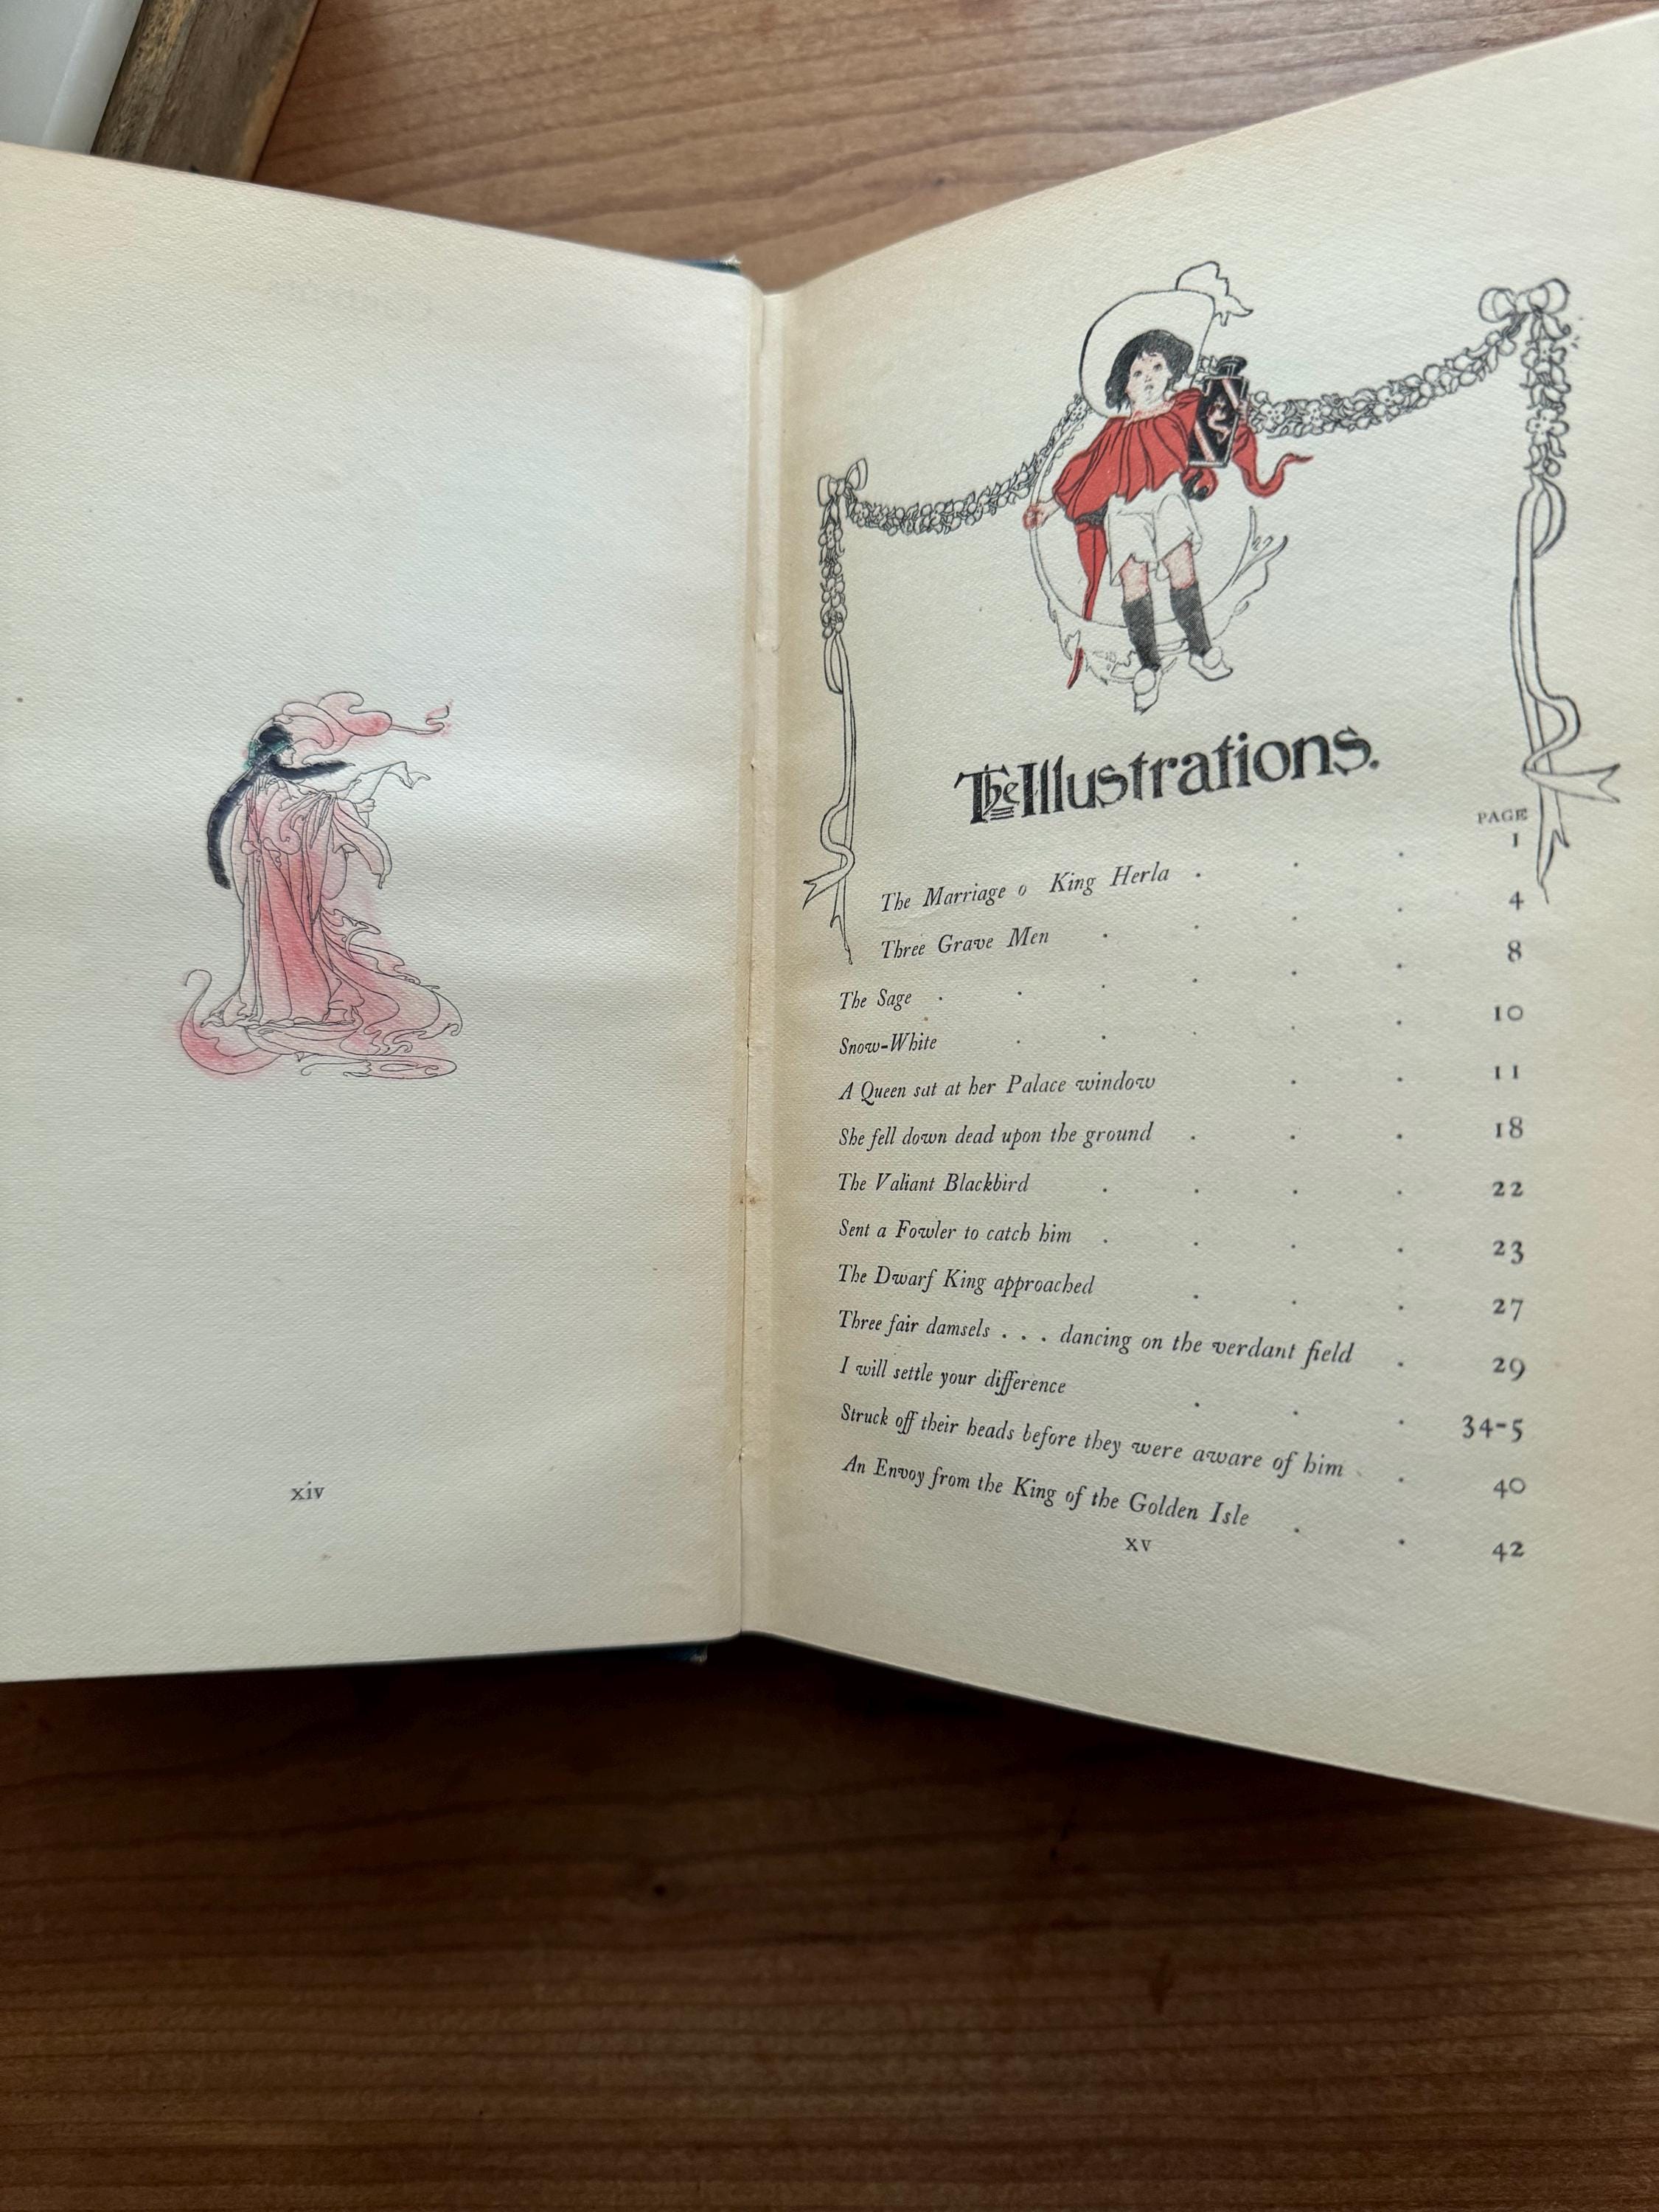 xiv
The Illustrations.
PAGE
The Marriage o King Herla 1
Three Grave Men 4
The Sage 8
Snow-White 10
A Queen sat at her Palace window 11
She fell down dead upon the ground 18
The Valiant Blackbird 22
Sent a Fowler to catch him 23
The Dwarf King approached 27
Three fair damsels . . . dancing on the verdant field 29
I will settle your difference 34-5
Struck off their heads before they were aware of him 40
An Envoy from the King of the Golden Isle 42
xv